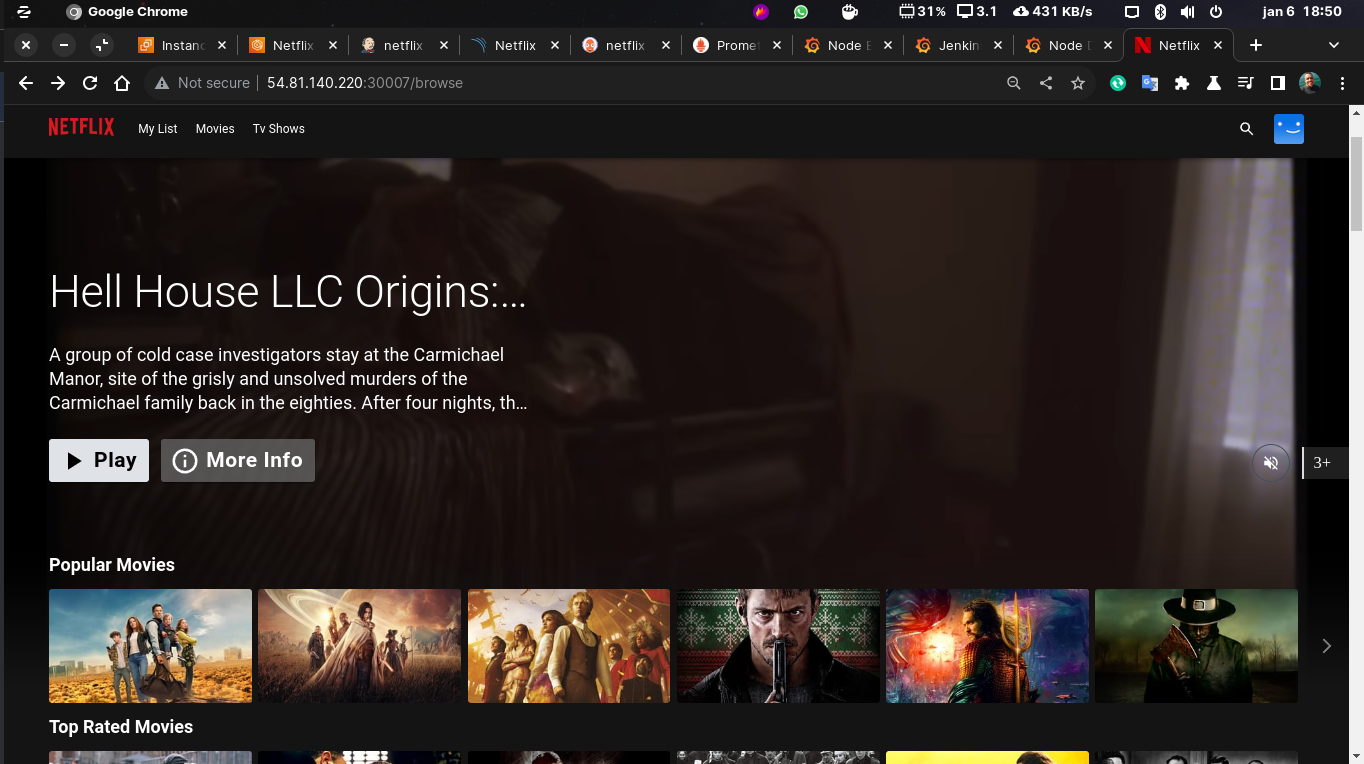 Google Chrome
31% 3.1 431 KB/s jan 6 18:50
Instanc Netflix netflix Netflix netflix Promet Node E Jenkin Node D Netflix
Not secure 54.81.140.220:30007/browse
NETFLIX My List Movies Tv Shows
Hell House LLC Origins:...
A group of cold case investigators stay at the Carmichael
Manor, site of the grisly and unsolved murders of the
Carmichael family back in the eighties. After four nights, th...
Play More Info
3+
Popular Movies
Top Rated Movies